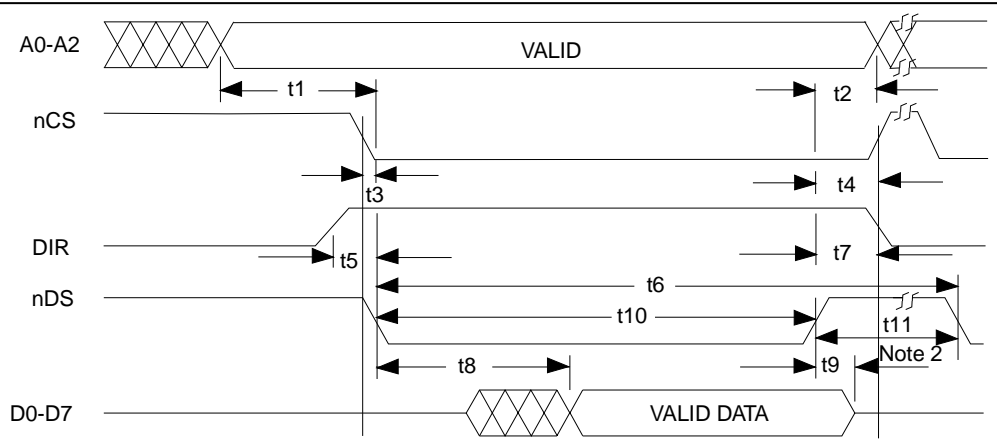 A0-A2
VALID
t1
t2
nCS
t3
t4
DIR
t5
t7
nDS
t6
t10
t11
t8
t9
Note 2
D0-D7
VALID DATA